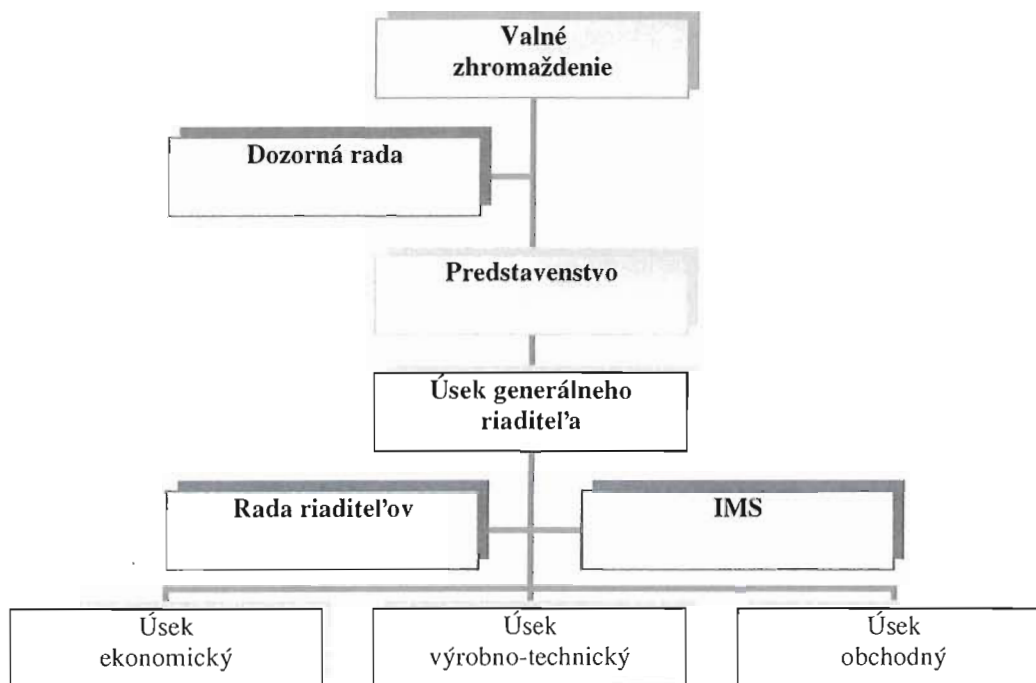 Valné
zhromaždenie
Dozorná rada
Predstavenstvo
Úsek generálneho
riaditeľa
Rada riaditeľov
IMS
Úsek
ekonomický
Úsek
výrobno-technický
Úsek
obchodný